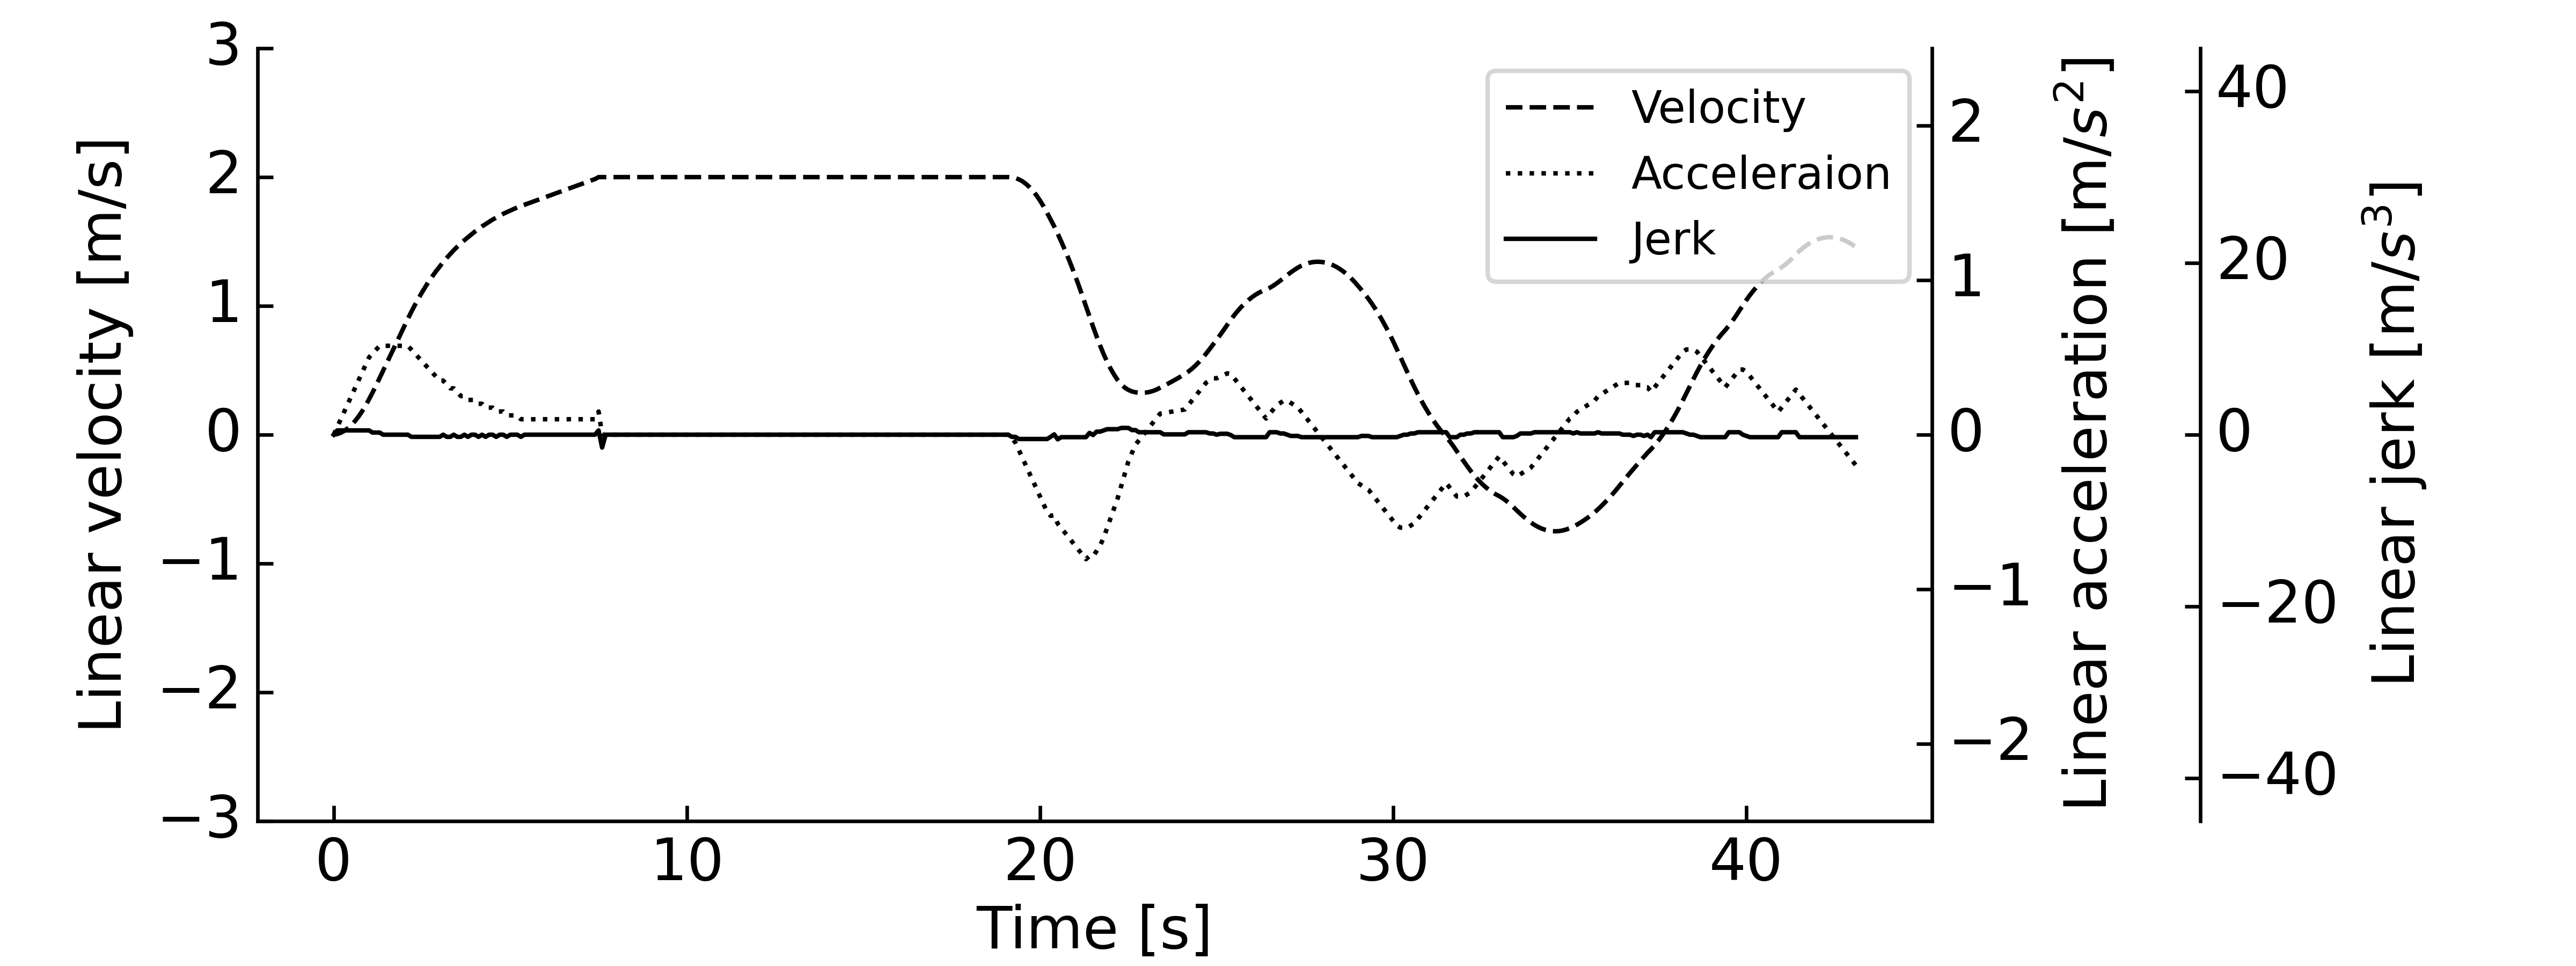 Linear velocity [m/s]
3
2
1
0
−1
−2
−3
0 10 20 30 40
Time [s]
Velocity
Acceleraion
Jerk
2
1
0
−1
−2
Linear acceleration [m/s²]
40
20
0
−20
−40
Linear jerk [m/s³]